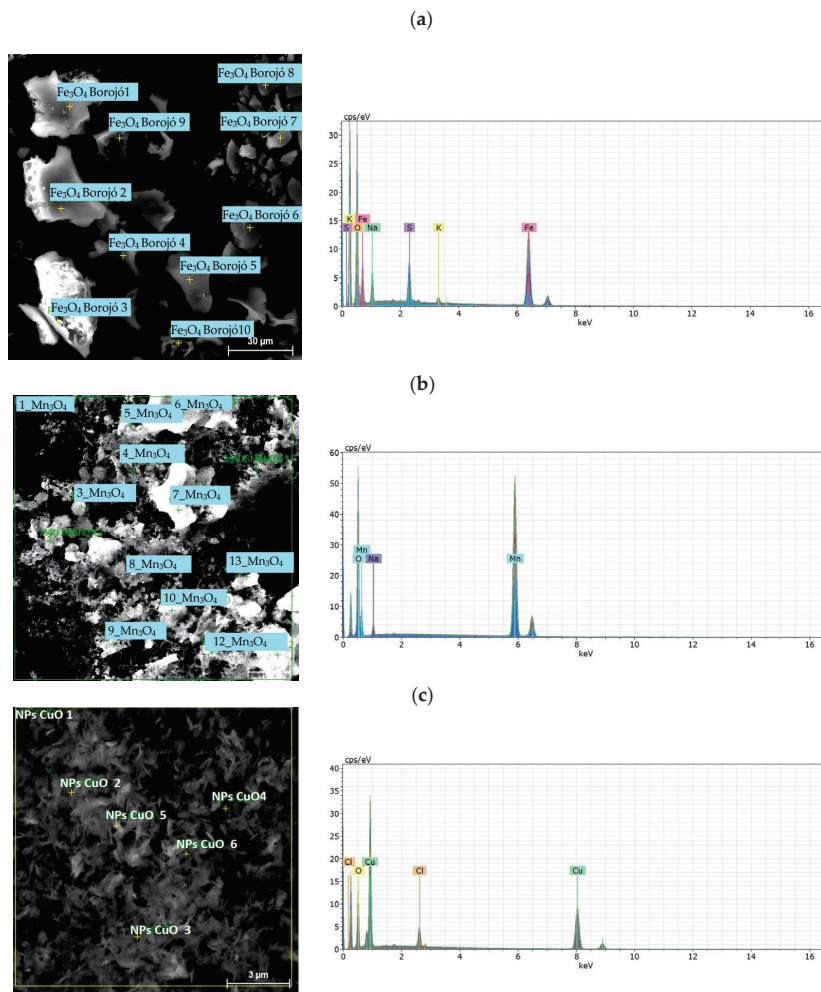 (a)
Fe₃O₄ Borojó 8
Fe₃O₄ Borojó1
Fe₃O₄ Borojó 9
Fe₃O₄ Borojó 7
Fe₃O₄ Borojó 2
Fe₃O₄ Borojó 6
Fe₃O₄ Borojó 4
Fe₃O₄ Borojó 5
Fe₃O₄ Borojó 3
Fe₃O₄ Borojó10
30 µm
cps/eV
30
25
20
15
10
5
0
K Fe
S O Na S K Fe
0 2 4 6 8 10 12 14 16
keV
(b)
1_Mn₃O₄
6_Mn₃O₄
5_Mn₃O₄
4_Mn₃O₄
3_Mn₃O₄
7_Mn₃O₄
8_Mn₃O₄
13_Mn₃O₄
10_Mn₃O₄
9_Mn₃O₄
12_Mn₃O₄
cps/eV
60
50
40
30
20
10
0
Mn
O Na Mn
0 2 4 6 8 10 12 14 16
keV
(c)
NPs CuO 1
NPs CuO 2
NPs CuO4
NPs CuO 5
NPs CuO 6
NPs CuO 3
3 µm
cps/eV
40
35
30
25
20
15
10
5
0
Cl O Cu Cl Cu
0 2 4 6 8 10 12 14 16
keV